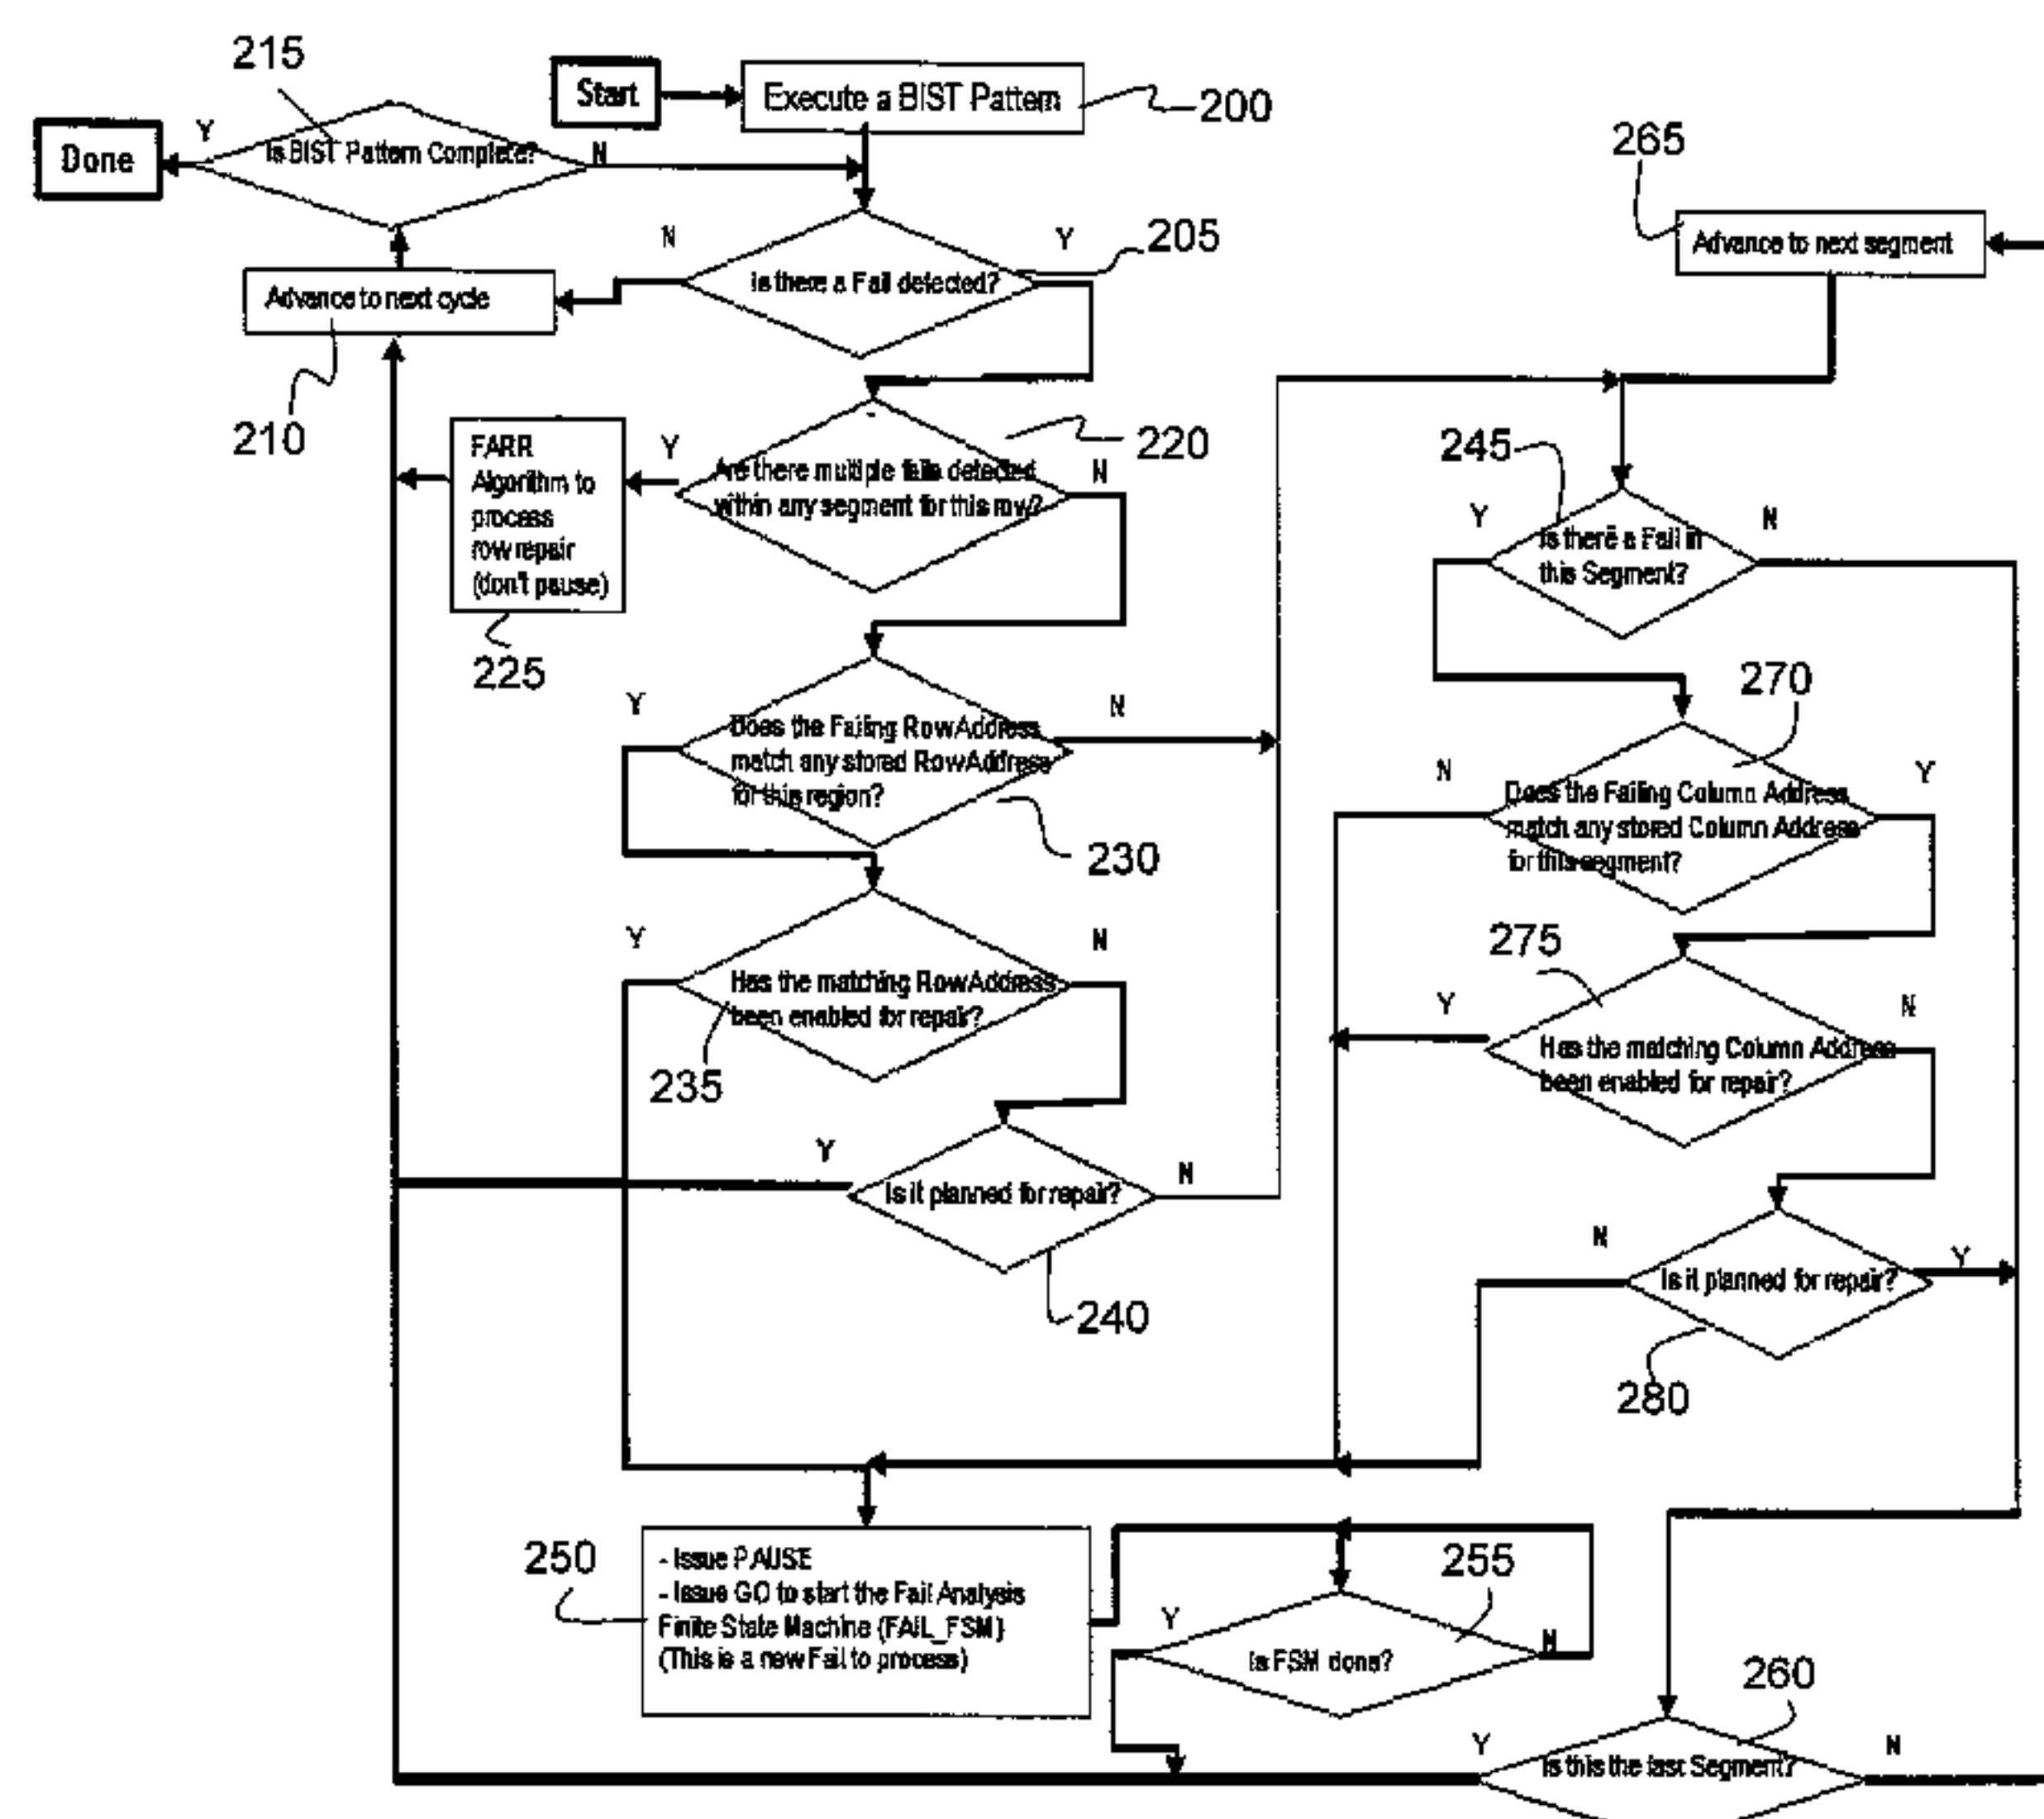 215
Start
Execute a BIST Pattern
200
Y
Done
Is BIST Pattern Complete?
N
265
Advance to next segment
N
Y
205
Is there a Fail detected?
Advance to next cycle
210
FARR
Algorithm to
process
row repair
(don't pause)
225
Y
220
Are there multiple fails detected
within any segment for this row?
N
245
Y
N
Is there a Fail in
this Segment?
Y
N
Does the Failing Row Address
match any stored Row Address
for this region?
230
270
N
Y
Does the Failing Column Address
match any stored Column Address
for this segment?
Y
N
Has the matching Row Address
been enabled for repair?
235
275
Y
N
Has the matching Column Address
been enabled for repair?
Y
N
Is it planned for repair?
240
N
Y
Is it planned for repair?
280
250
- Issue PAUSE
- Issue GO to start the Fail Analysis
Finite State Machine (FAIL_FSM)
(This is a new Fail to process)
255
Y
N
Is FSM done?
260
Y
N
Is this the last Segment?